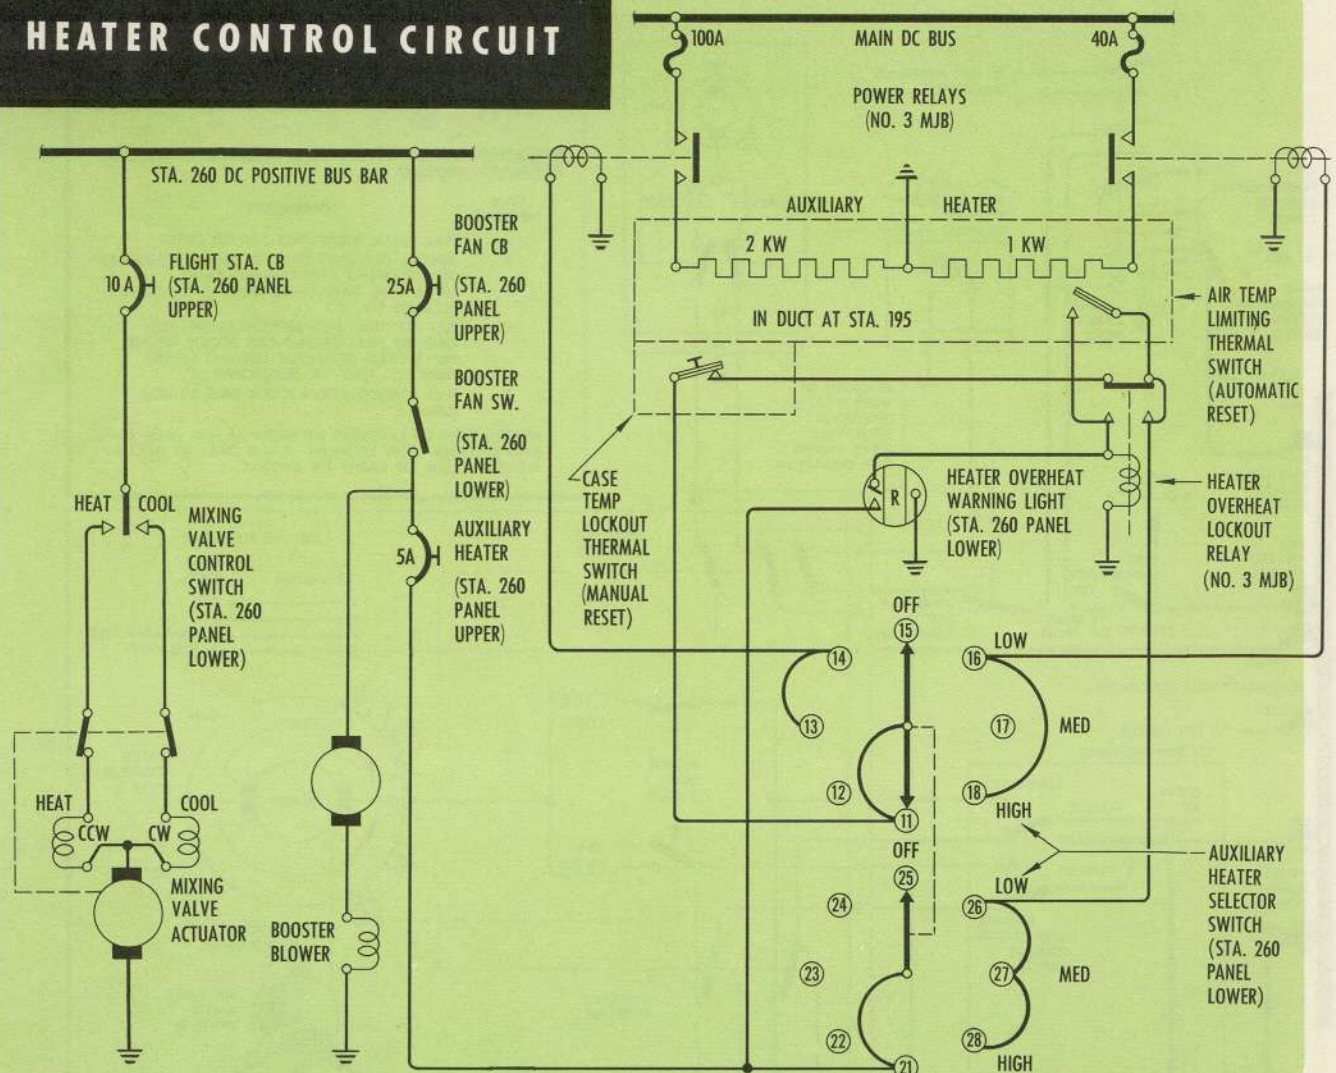 HEATER CONTROL CIRCUIT
100A
MAIN DC BUS
40A
POWER RELAYS
(NO. 3 MJB)
STA. 260 DC POSITIVE BUS BAR
AUXILIARY HEATER
2 KW
1 KW
IN DUCT AT STA. 195
10 A
FLIGHT STA. CB
(STA. 260 PANEL
UPPER)
BOOSTER
FAN CB
25A
(STA. 260
PANEL
UPPER)
BOOSTER
FAN SW.
(STA. 260
PANEL
LOWER)
AIR TEMP
LIMITING
THERMAL
SWITCH
(AUTOMATIC
RESET)
CASE
TEMP
LOCKOUT
THERMAL
SWITCH
(MANUAL
RESET)
R
HEATER OVERHEAT
WARNING LIGHT
(STA. 260 PANEL
LOWER)
HEATER
OVERHEAT
LOCKOUT
RELAY
(NO. 3 MJB)
HEAT
COOL
MIXING
VALVE
CONTROL
SWITCH
(STA. 260
PANEL
LOWER)
5A
AUXILIARY
HEATER
(STA. 260
PANEL
UPPER)
OFF
15
14
13
12
11
16
LOW
17
MED
18
HIGH
OFF
25
24
23
22
21
26
LOW
27
MED
28
HIGH
AUXILIARY
HEATER
SELECTOR
SWITCH
(STA. 260
PANEL
LOWER)
HEAT
COOL
CCW
CW
MIXING
VALVE
ACTUATOR
BOOSTER
BLOWER